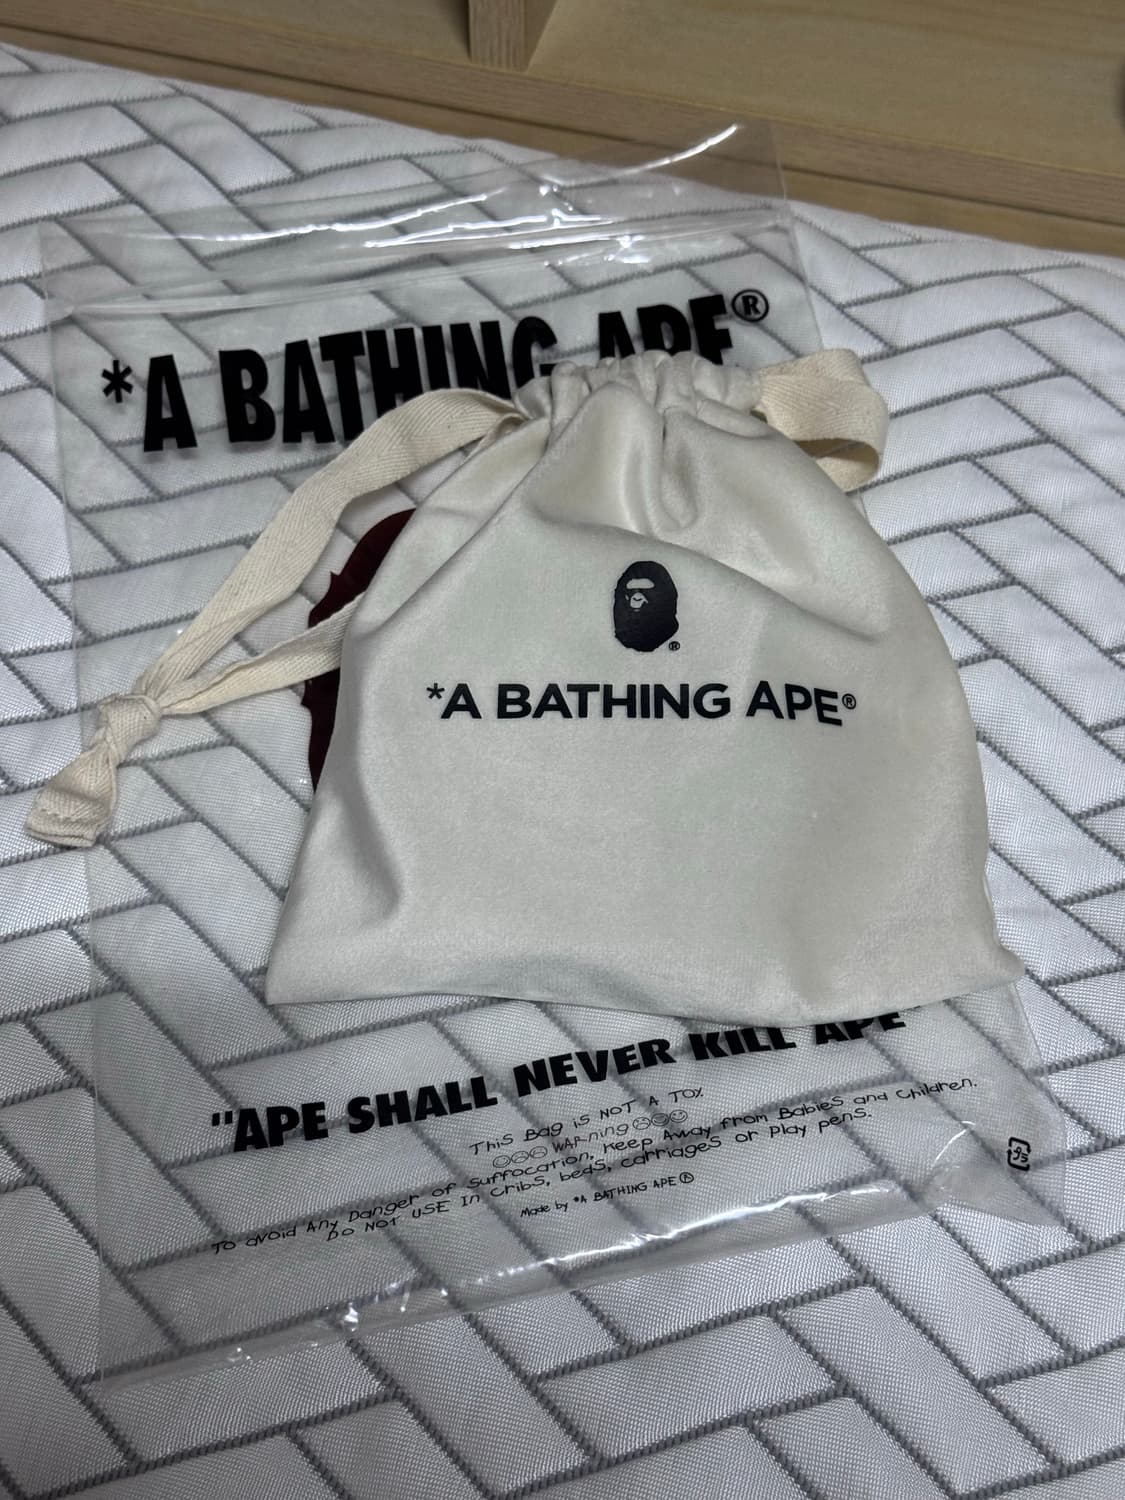 *A BATHING APE®
®
*A BATHING APE®
"APE SHALL NEVER KILL APE"
THIS Bag iS NOT A TOY.
WARning
TO avoid Any Danger of Suffocation, Keep Away from Babies and Children.
DO NOT USE IN CribS, bedS, carriages or Play pens.
Made by *A BATHING APE®